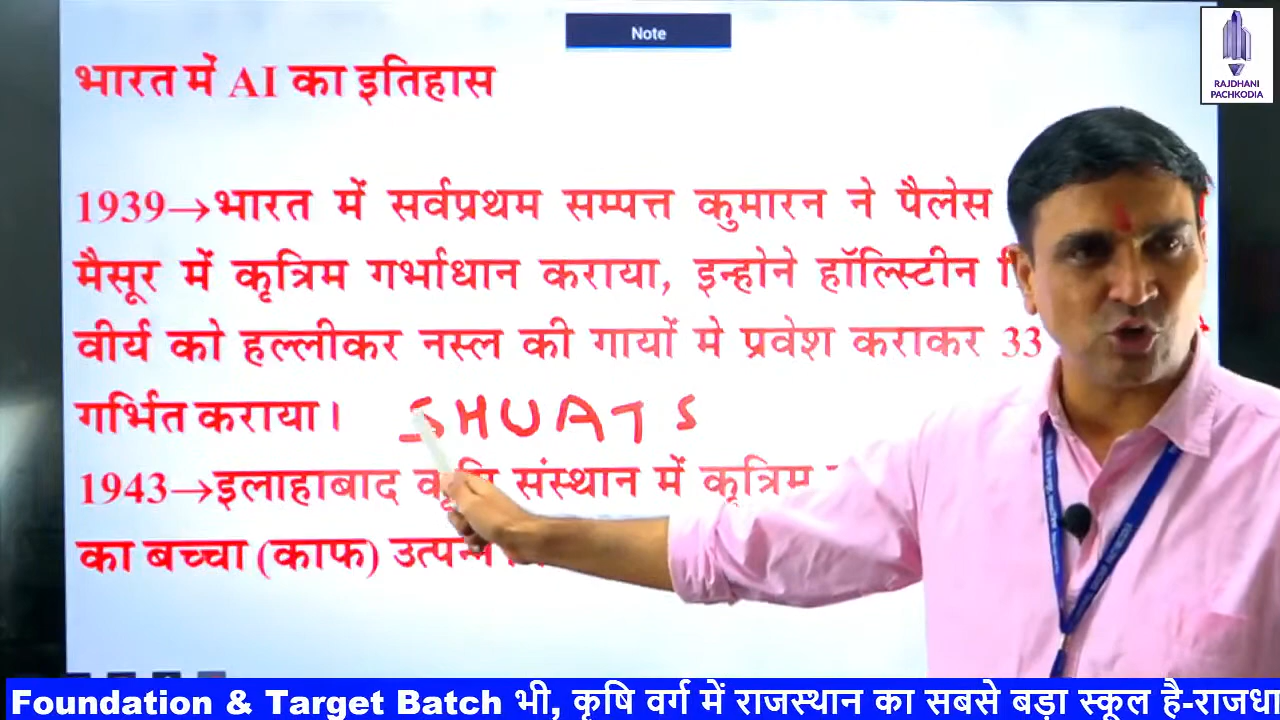 Note
RAJDHANI
PACHKODIA
भारत में AI का इतिहास
1939→भारत में सर्वप्रथम सम्पत्त कुमारन ने पैलेस
मैसूर में कृत्रिम गर्भाधान कराया, इन्होने हॉल्स्टीन
वीर्य को हल्लीकर नस्ल की गायों मे प्रवेश कराकर 33
गर्भित कराया।
SHUATS
1943→इलाहाबाद संस्थान में कृत्रिम
का बच्चा (काफ) उत्पन्न
Foundation & Target Batch भी, कृषि वर्ग में राजस्थान का सबसे बड़ा स्कूल है-राजधा